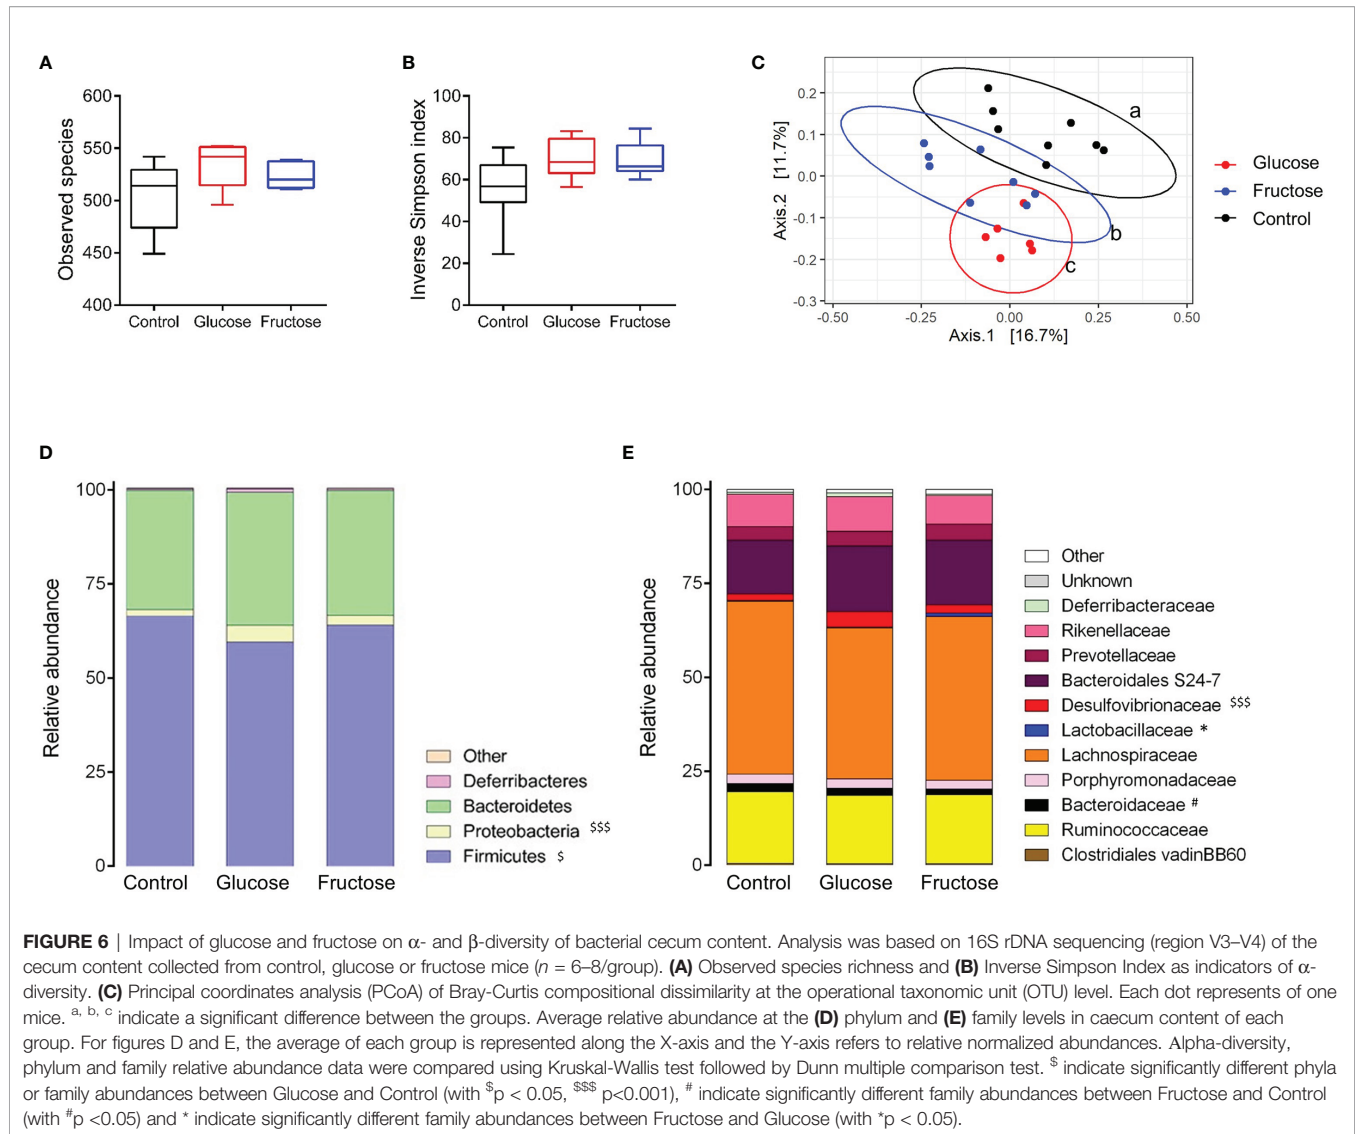 A
Observed species
600
550
500
450
400
Control Glucose Fructose
B
Inverse Simpson index
100
80
60
40
20
0
Control Glucose Fructose
C
Axis.2 [11.7%]
0.2
0.1
0.0
-0.1
-0.2
-0.3
-0.50 -0.25 0.00 0.25 0.50
Axis.1 [16.7%]
a
b
c
Glucose
Fructose
Control
D
Relative abundance
100
75
50
25
0
Control Glucose Fructose
Other
Deferribacteres
Bacteroidetes
Proteobacteria $$$
Firmicutes $
E
Relative abundance
100
75
50
25
0
Control Glucose Fructose
Other
Unknown
Deferribacteraceae
Rikenellaceae
Prevotellaceae
Bacteroidales S24-7
Desulfovibrionaceae $$$
Lactobacillaceae *
Lachnospiraceae
Porphyromonadaceae
Bacteroidaceae #
Ruminococcaceae
Clostridiales vadinBB60
FIGURE 6 | Impact of glucose and fructose on α- and β-diversity of bacterial cecum content. Analysis was based on 16S rDNA sequencing (region V3–V4) of the
cecum content collected from control, glucose or fructose mice (n = 6–8/group). (A) Observed species richness and (B) Inverse Simpson Index as indicators of α-
diversity. (C) Principal coordinates analysis (PCoA) of Bray-Curtis compositional dissimilarity at the operational taxonomic unit (OTU) level. Each dot represents of one
mice. a, b, c indicate a significant difference between the groups. Average relative abundance at the (D) phylum and (E) family levels in caecum content of each
group. For figures D and E, the average of each group is represented along the X-axis and the Y-axis refers to relative normalized abundances. Alpha-diversity,
phylum and family relative abundance data were compared using Kruskal-Wallis test followed by Dunn multiple comparison test. $ indicate significantly different phyla
or family abundances between Glucose and Control (with $p < 0.05, $$$ p<0.001), # indicate significantly different family abundances between Fructose and Control
(with #p <0.05) and * indicate significantly different family abundances between Fructose and Glucose (with *p < 0.05).